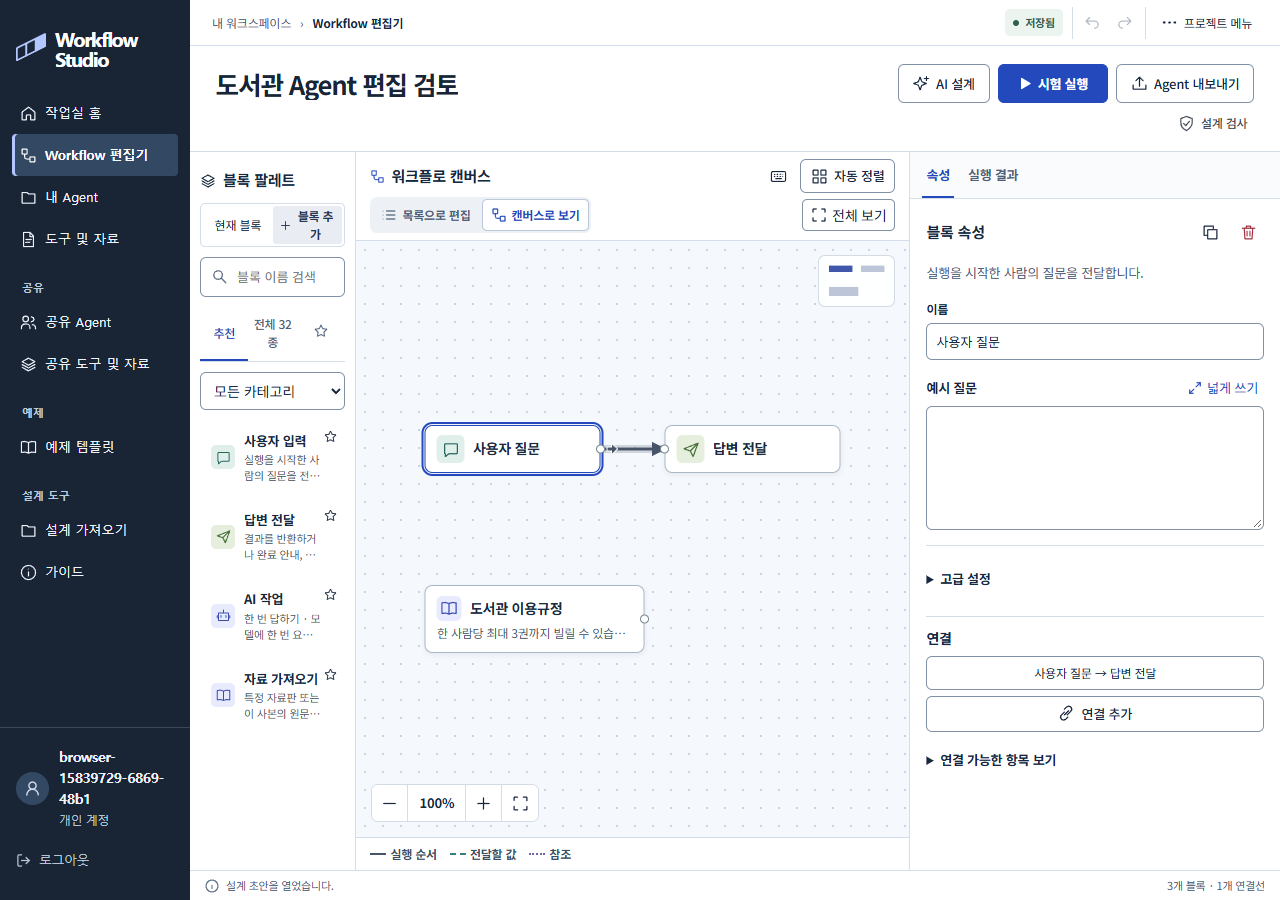 Workflow
Studio
작업실 홈
Workflow 편집기
내 Agent
도구 및 자료
공유
공유 Agent
공유 도구 및 자료
예제
예제 템플릿
설계 도구
설계 가져오기
가이드
browser-
15839729-6869-
48b1
개인 계정
로그아웃
내 워크스페이스 › Workflow 편집기
저장됨
프로젝트 메뉴
도서관 Agent 편집 검토
AI 설계
시험 실행
Agent 내보내기
설계 검사
블록 팔레트
현재 블록
블록 추
가
블록 이름 검색
추천
전체 32
종
모든 카테고리
사용자 입력
실행을 시작한 사
람의 질문을 전…
답변 전달
결과를 반환하거
나 완료 안내, …
AI 작업
한 번 답하기 · 모
델에 한 번 요…
자료 가져오기
특정 자료판 또는
이 사본의 원문…
워크플로 캔버스
자동 정렬
목록으로 편집
캔버스로 보기
전체 보기
사용자 질문
답변 전달
도서관 이용규정
한 사람당 최대 3권까지 빌릴 수 있습…
100%
실행 순서
전달할 값
참조
속성
실행 결과
블록 속성
실행을 시작한 사람의 질문을 전달합니다.
이름
사용자 질문
예시 질문
넓게 쓰기
고급 설정
연결
사용자 질문 → 답변 전달
연결 추가
연결 가능한 항목 보기
설계 초안을 열었습니다.
3개 블록 · 1개 연결선